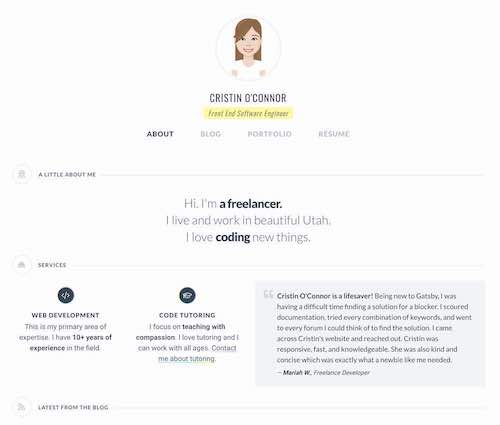 CRISTIN O'CONNOR
Front End Software Engineer
ABOUT BLOG PORTFOLIO RÉSUMÉ
A LITTLE ABOUT ME
Hi. I'm a freelancer.
I live and work in beautiful Utah.
I love coding new things.
SERVICES
WEB DEVELOPMENT
This is my primary area of
expertise. I have 10+ years of
experience in the field.
CODE TUTORING
I focus on teaching with
compassion. I love tutoring and I
can work with all ages. Contact
me about tutoring.
Cristin O'Connor is a lifesaver! Being new to Gatsby, I was
having a difficult time finding a solution for a blocker. I scoured
documentation, tried every combination of keywords, and went
to every forum I could think of to find the solution. I came
across Cristin's website and reached out. Cristin was
responsive, fast, and knowledgeable. She was also kind and
concise which was exactly what a newbie like me needed.
— Mariah W., Freelance Developer
LATEST FROM THE BLOG